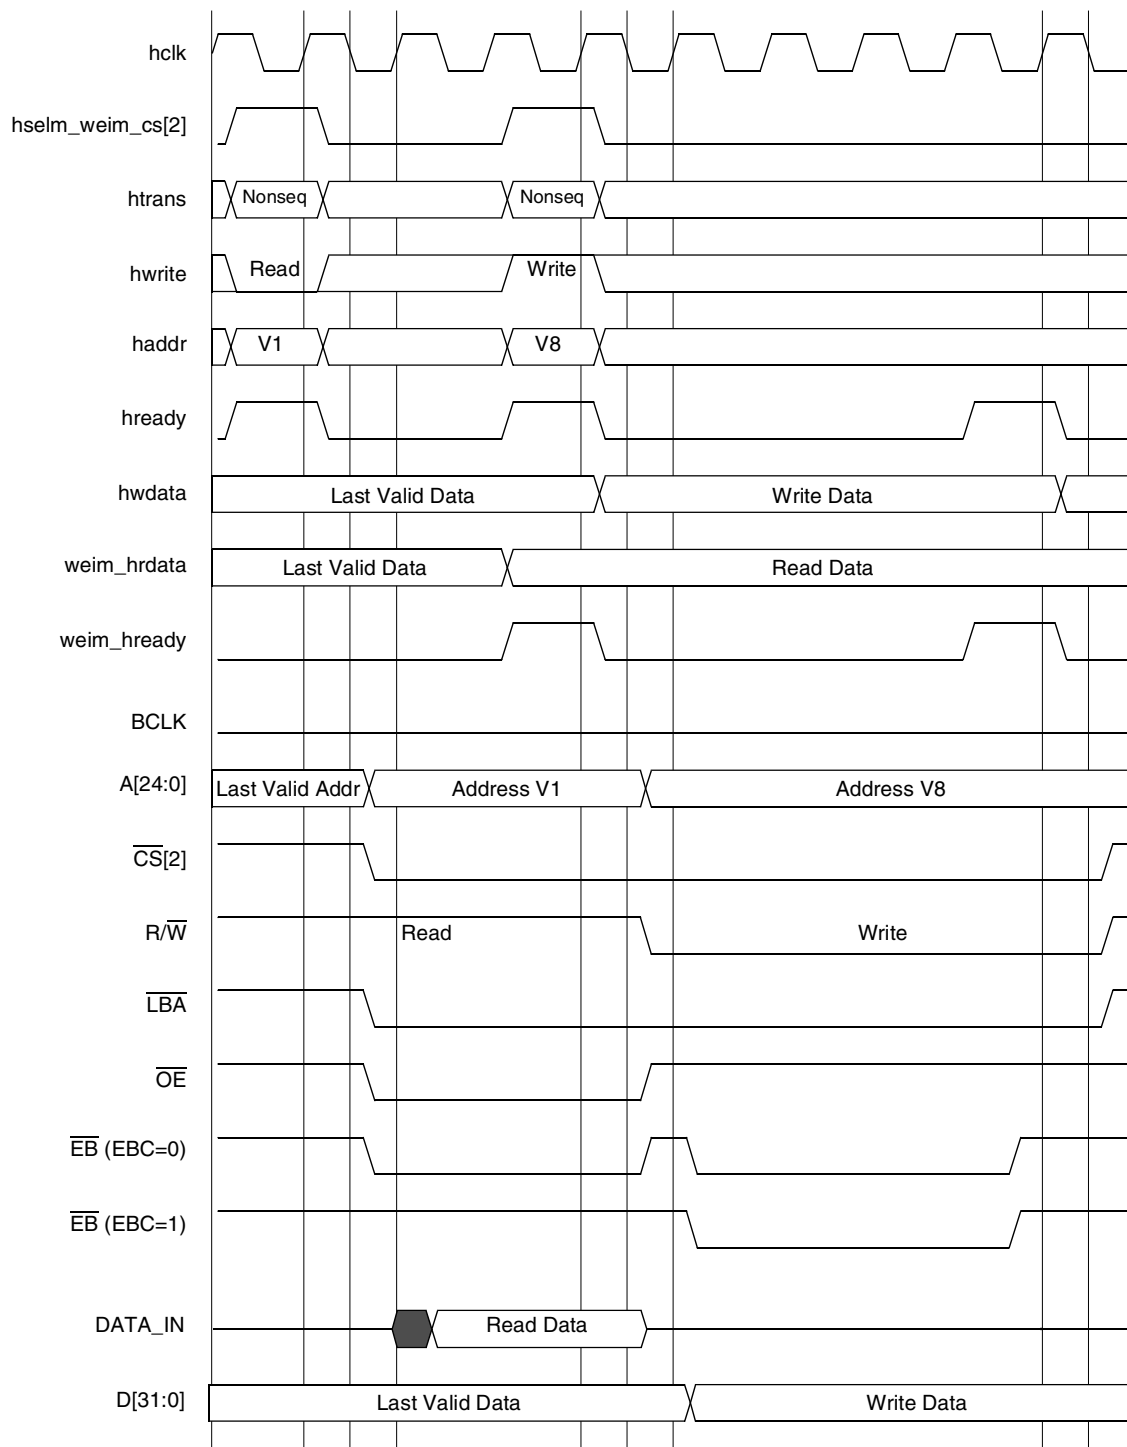 hclk
hselm_weim_cs[2]
htrans Nonseq Nonseq
hwrite Read Write
haddr V1 V8
hready
hwdata Last Valid Data Write Data
weim_hrdata Last Valid Data Read Data
weim_hready
BCLK
A[24:0] Last Valid Addr Address V1 Address V8
CS[2]
R/W Read Write
LBA
OE
EB (EBC=0)
EB (EBC=1)
DATA_IN Read Data
D[31:0] Last Valid Data Write Data